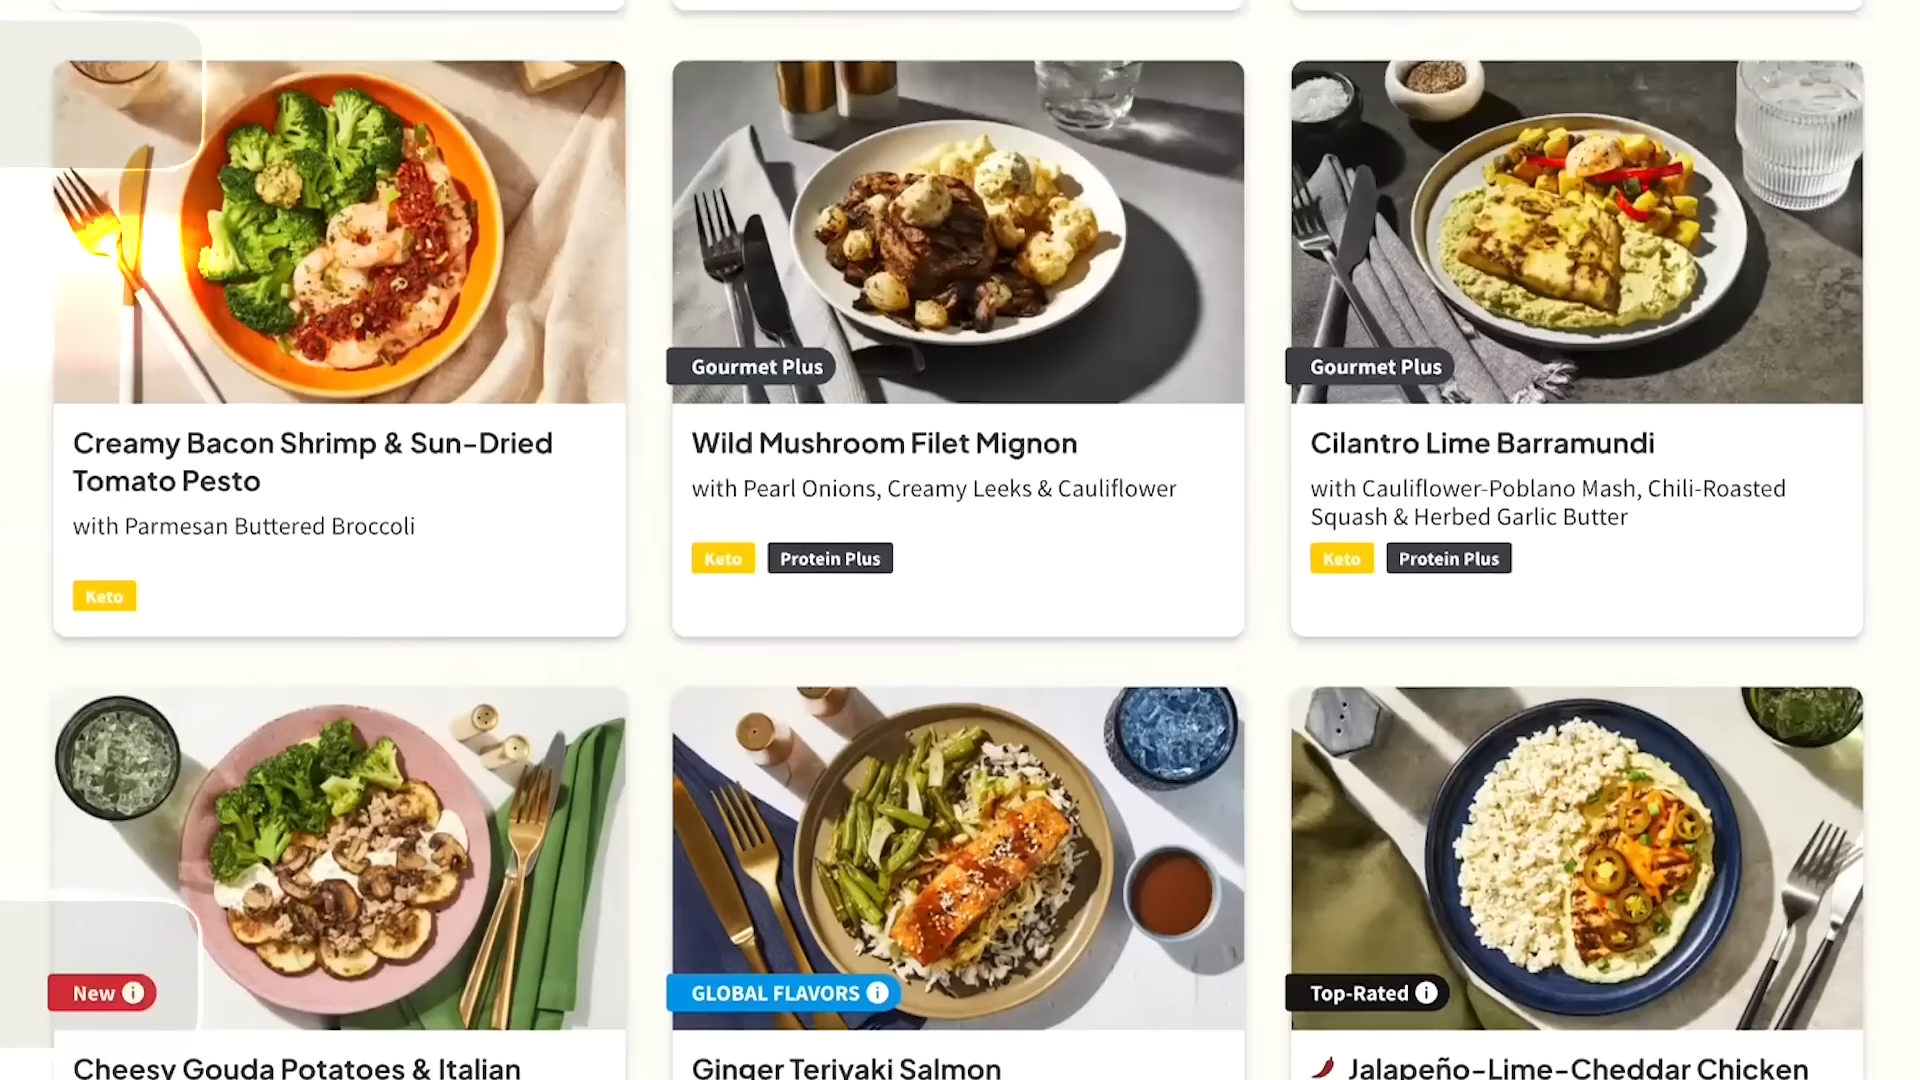 Gourmet Plus
Gourmet Plus
Creamy Bacon Shrimp & Sun-Dried
Tomato Pesto
with Parmesan Buttered Broccoli
Keto
Wild Mushroom Filet Mignon
with Pearl Onions, Creamy Leeks & Cauliflower
Keto
Protein Plus
Cilantro Lime Barramundi
with Cauliflower-Poblano Mash, Chili-Roasted
Squash & Herbed Garlic Butter
Keto
Protein Plus
New
GLOBAL FLAVORS
Top-Rated
Cheesy Gouda Potatoes & Italian
Ginger Teriyaki Salmon
Jalapeño-Lime-Cheddar Chicken